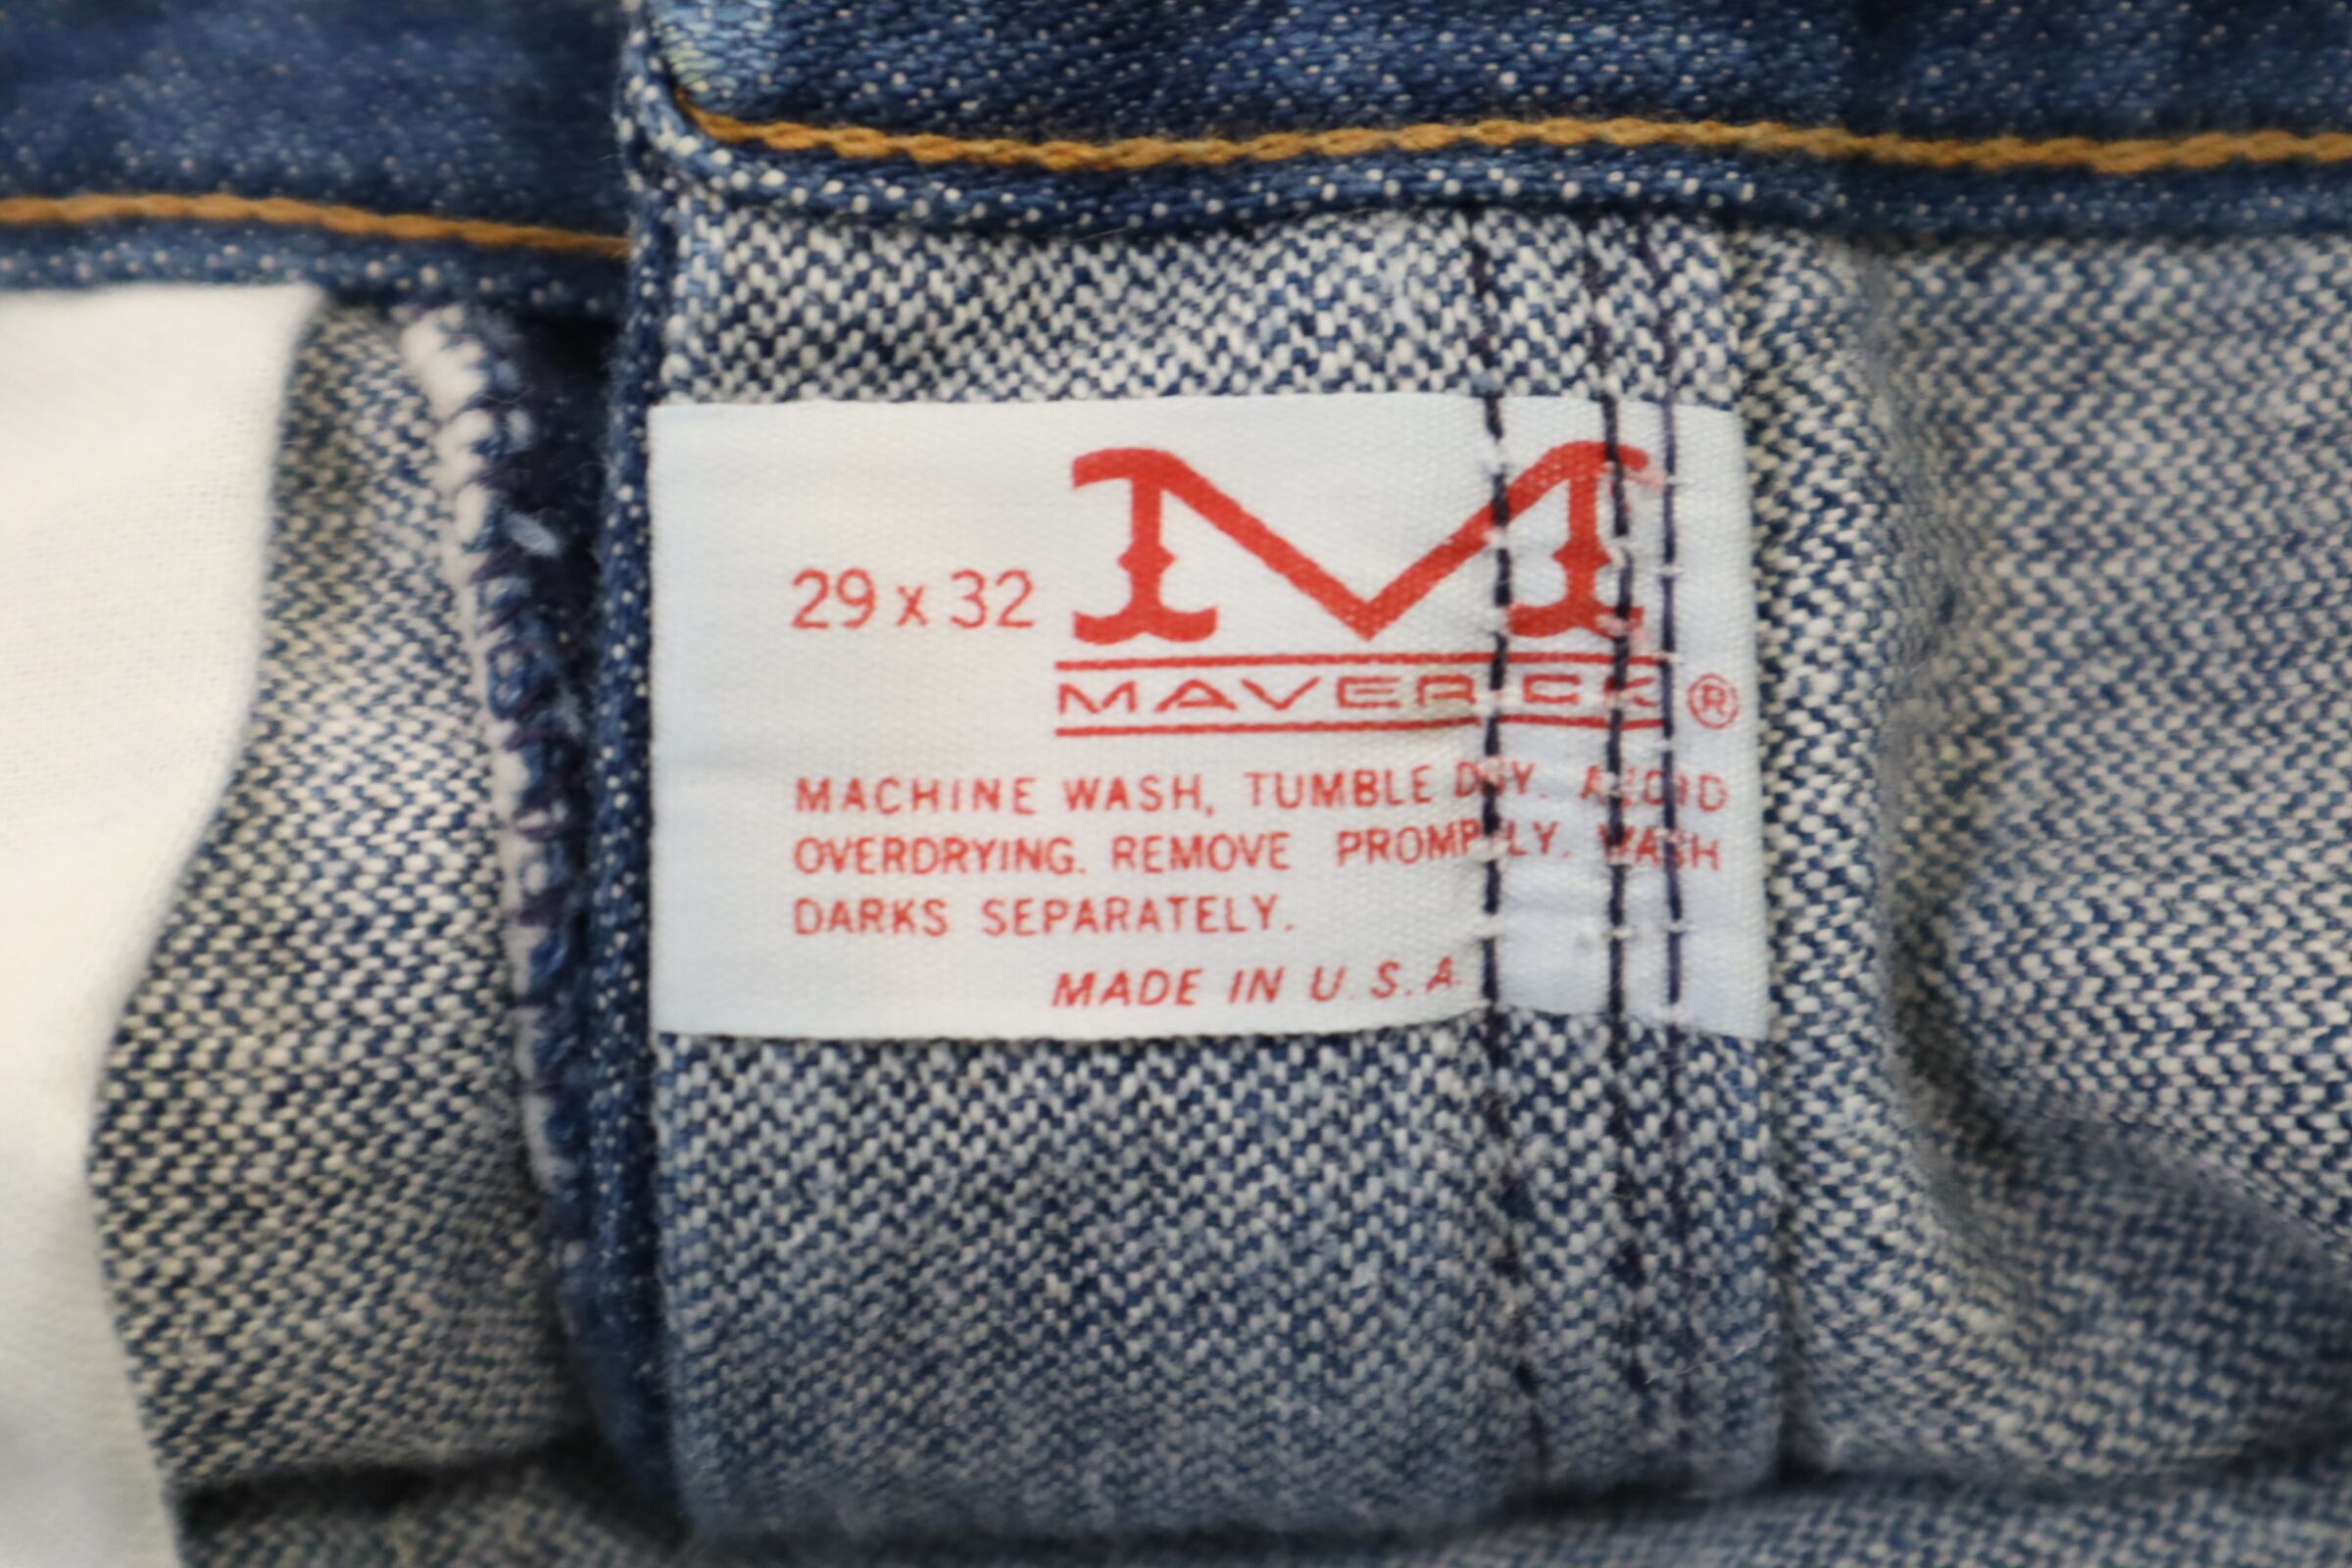 M
29 x 32
MAVERICK ®
MACHINE WASH, TUMBLE DRY. AVOID
OVERDRYING. REMOVE PROMPTLY. WASH
DARKS SEPARATELY.
MADE IN U.S.A.